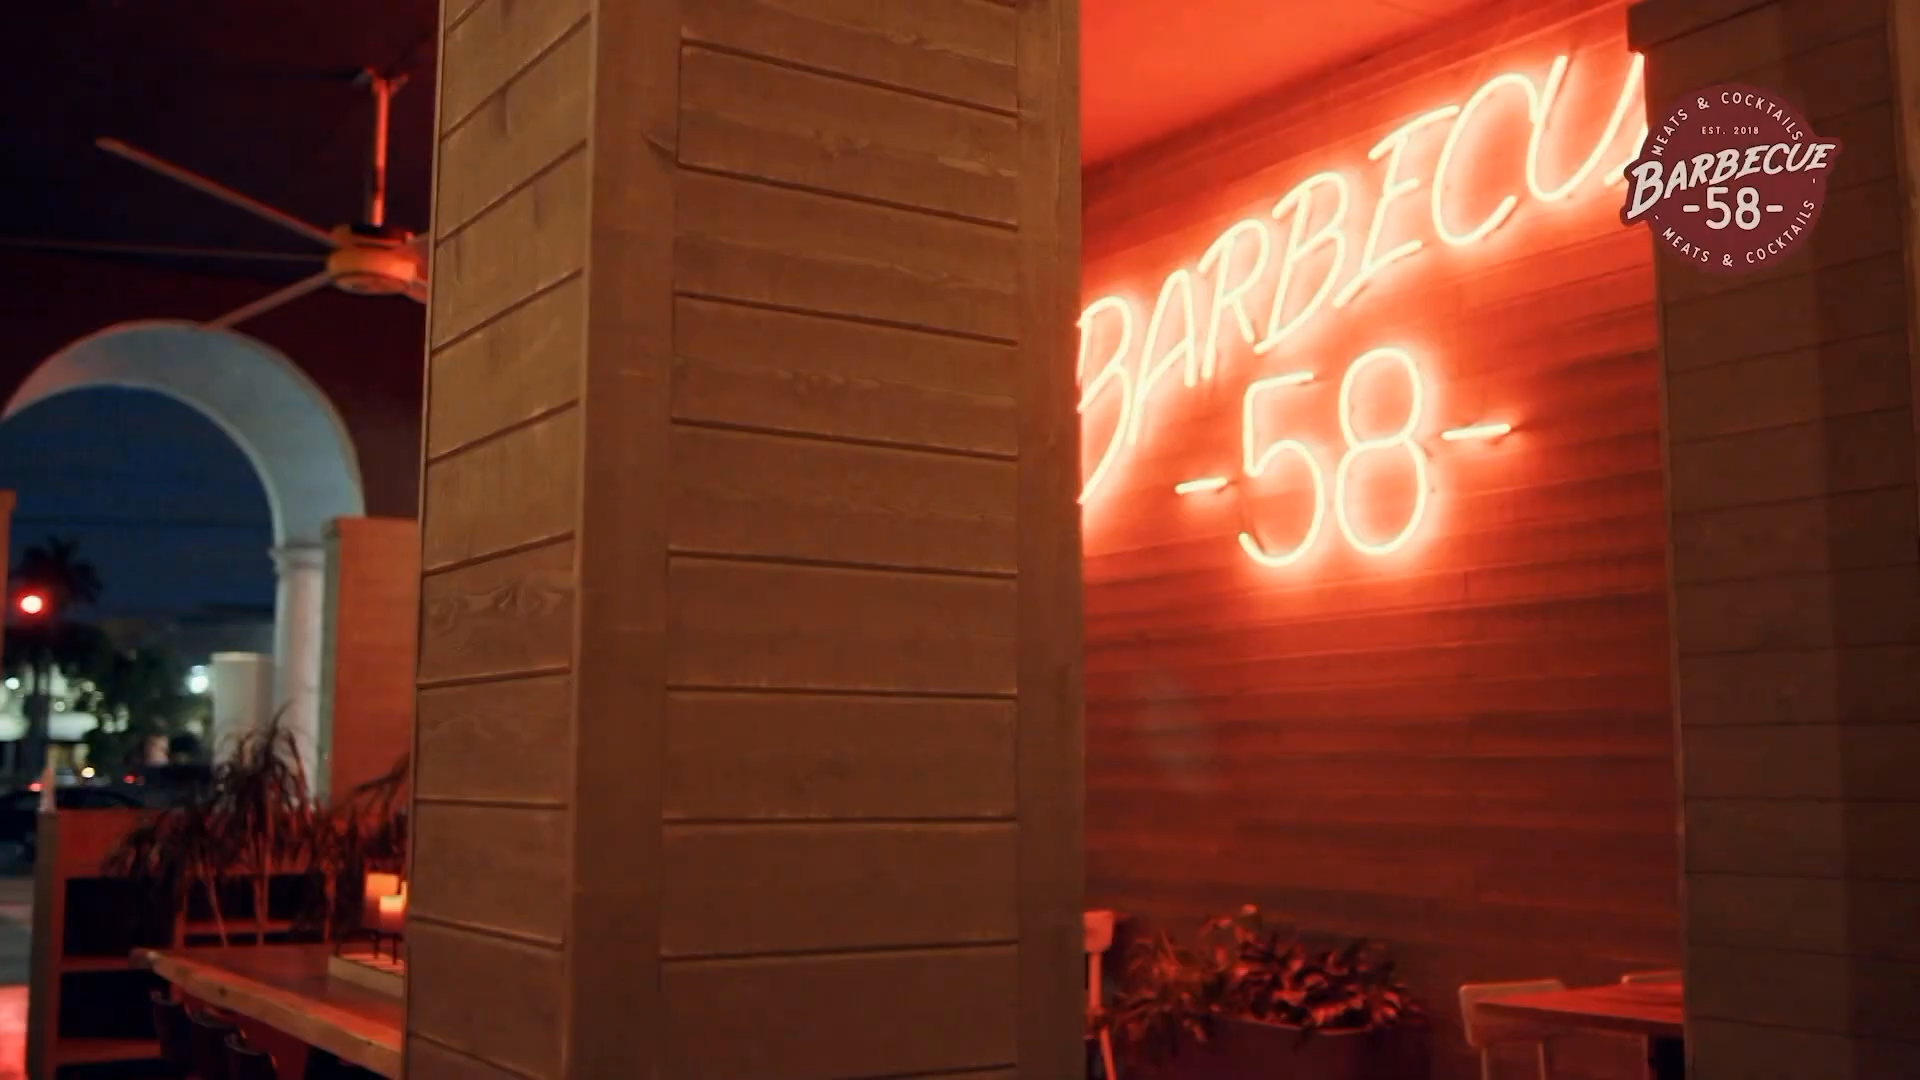 BARBECU
-58-
MEATS & COCKTAILS
EST. 2018
BARBECUE
-58-
MEATS & COCKTAILS